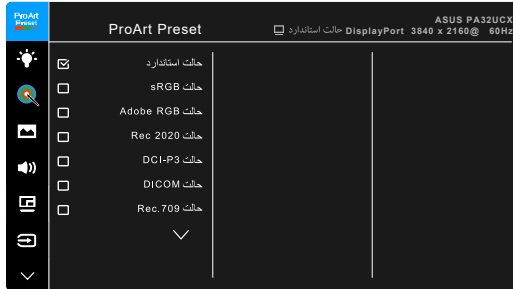 ProArt
Preset
ProArt Preset
ASUS PA32UCX
حالت استاندارد DisplayPort 3840 x 2160@ 60Hz
حالت استاندارد
حالت sRGB
حالت Adobe RGB
حالت Rec 2020
حالت DCI-P3
حالت DICOM
حالت Rec.709